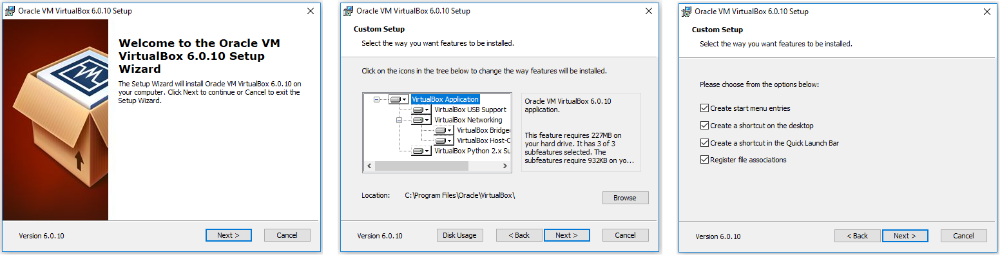 Oracle VM VirtualBox 6.0.10 Setup
Welcome to the Oracle VM
VirtualBox 6.0.10 Setup
Wizard
The Setup Wizard will install Oracle VM VirtualBox 6.0.10 on
your computer. Click Next to continue or Cancel to exit the
Setup Wizard.
Version 6.0.10
Next >
Cancel
Oracle VM VirtualBox 6.0.10 Setup
Custom Setup
Select the way you want features to be installed.
Click on the icons in the tree below to change the way features will be installed.
VirtualBox Application
VirtualBox USB Support
VirtualBox Networking
VirtualBox Bridged
VirtualBox Host-O
VirtualBox Python 2.x Su
Oracle VM VirtualBox 6.0.10
application.
This feature requires 227MB on
your hard drive. It has 3 of 3
subfeatures selected. The
subfeatures require 932KB on yo...
Location: C:\Program Files\Oracle\VirtualBox\
Browse
Version 6.0.10
Disk Usage
< Back
Next >
Cancel
Oracle VM VirtualBox 6.0.10 Setup
Custom Setup
Select the way you want features to be installed.
Please choose from the options below:
Create start menu entries
Create a shortcut on the desktop
Create a shortcut in the Quick Launch Bar
Register file associations
Version 6.0.10
< Back
Next >
Cancel